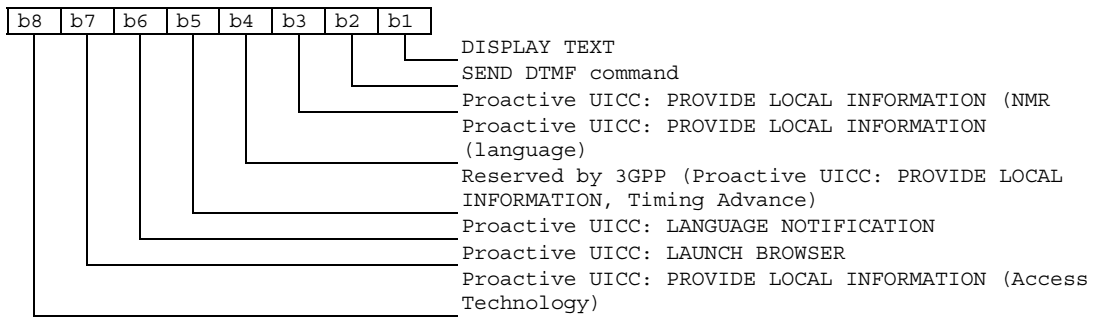 b8 b7 b6 b5 b4 b3 b2 b1
DISPLAY TEXT
SEND DTMF command
Proactive UICC: PROVIDE LOCAL INFORMATION (NMR
Proactive UICC: PROVIDE LOCAL INFORMATION
(language)
Reserved by 3GPP (Proactive UICC: PROVIDE LOCAL
INFORMATION, Timing Advance)
Proactive UICC: LANGUAGE NOTIFICATION
Proactive UICC: LAUNCH BROWSER
Proactive UICC: PROVIDE LOCAL INFORMATION (Access
Technology)